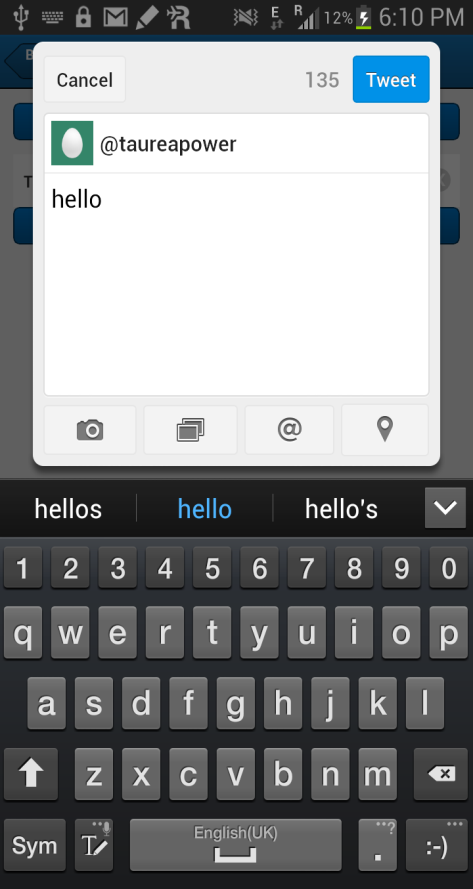 E R 12% 6:10 PM
B
Cancel 135 Tweet
@taureapower
T
hello
@
hellos hello hello's
1 2 3 4 5 6 7 8 9 0
q w e r t y u i o p
a s d f g h j k l
z x c v b n m
Sym T English(UK) . ? :-)